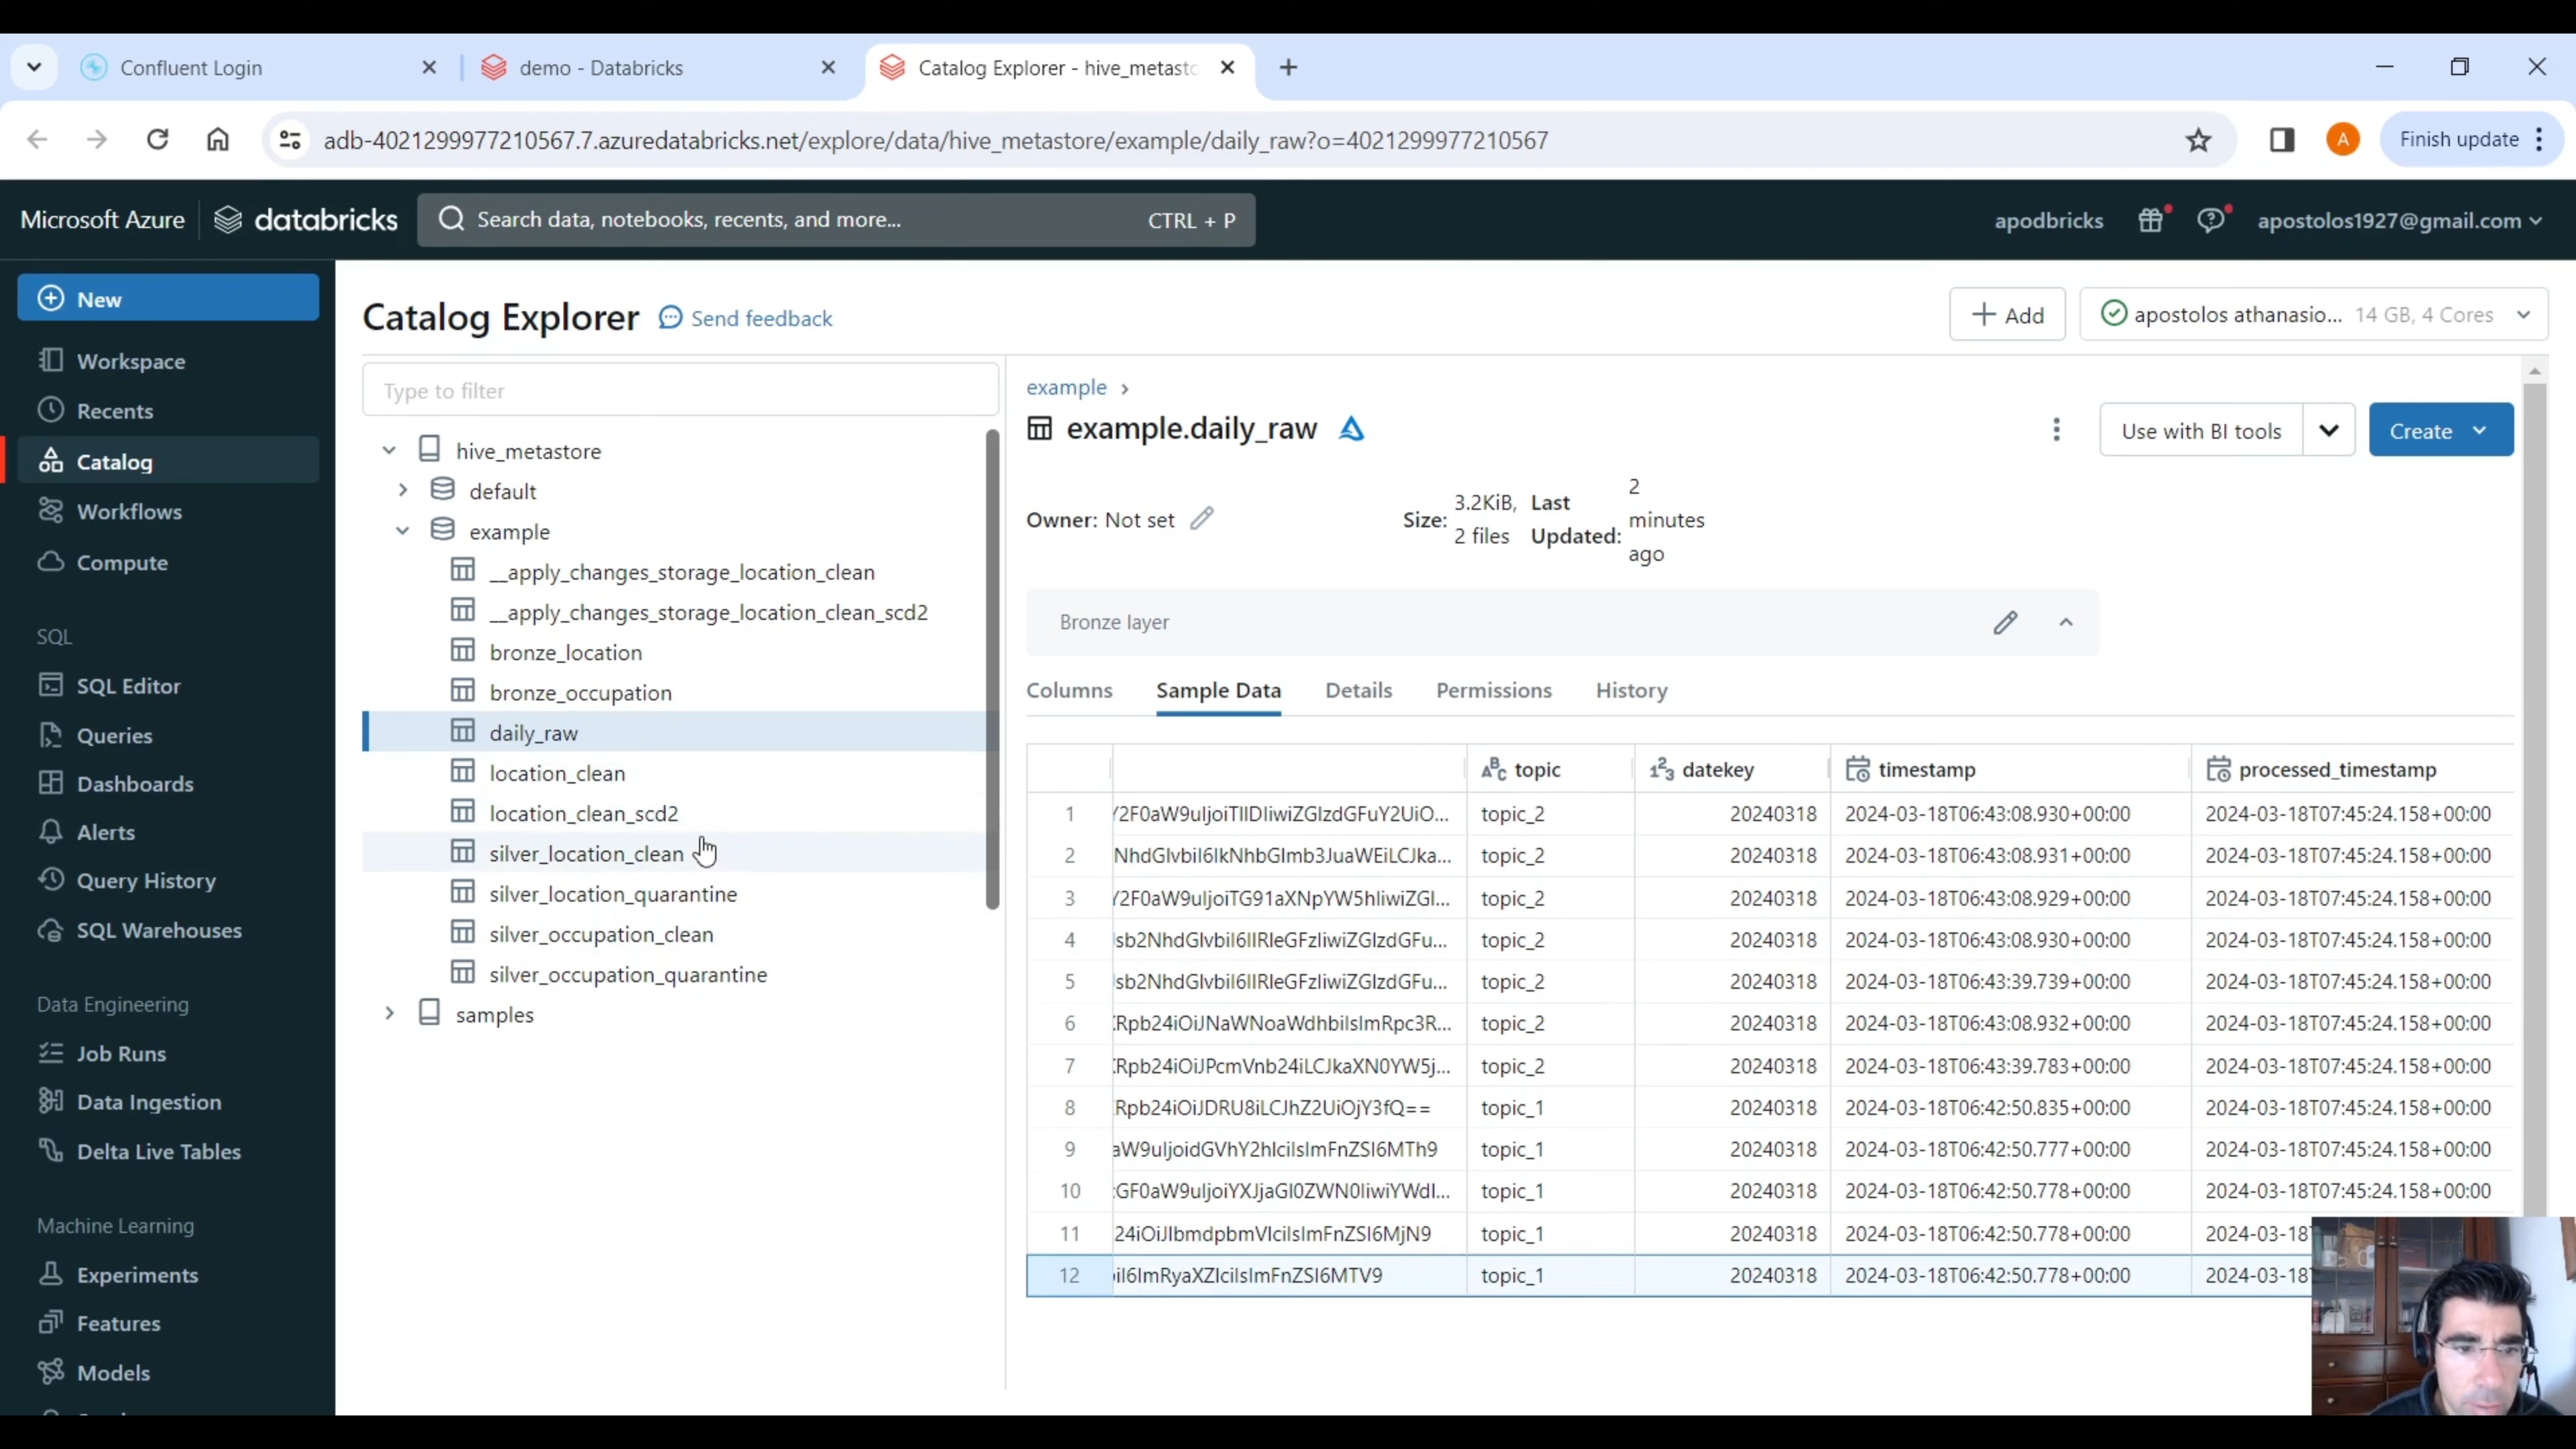 Confluent Login
demo - Databricks
Catalog Explorer - hive_metasto
adb-4021299977210567.7.azuredatabricks.net/explore/data/hive_metastore/example/daily_raw?o=4021299977210567
A
Finish update
Microsoft Azure
databricks
Search data, notebooks, recents, and more...
CTRL + P
apodbricks
apostolos1927@gmail.com
New
Workspace
Recents
Catalog
Workflows
Compute
SQL
SQL Editor
Queries
Dashboards
Alerts
Query History
SQL Warehouses
Data Engineering
Job Runs
Data Ingestion
Delta Live Tables
Machine Learning
Experiments
Features
Models
Catalog Explorer
Send feedback
Add
apostolos athanasio... 14 GB, 4 Cores
Type to filter
hive_metastore
default
example
__apply_changes_storage_location_clean
__apply_changes_storage_location_clean_scd2
bronze_location
bronze_occupation
daily_raw
location_clean
location_clean_scd2
silver_location_clean
silver_location_quarantine
silver_occupation_clean
silver_occupation_quarantine
samples
example ›
example.daily_raw
Use with BI tools
Create
Owner: Not set
Size: 3.2KiB, 2 files
Last Updated: 2 minutes ago
Bronze layer
Columns Sample Data Details Permissions History
topic datekey timestamp processed_timestamp
1 topic_2 20240318 2024-03-18T06:43:08.930+00:00 2024-03-18T07:45:24.158+00:00
2 topic_2 20240318 2024-03-18T06:43:08.931+00:00 2024-03-18T07:45:24.158+00:00
3 topic_2 20240318 2024-03-18T06:43:08.929+00:00 2024-03-18T07:45:24.158+00:00
4 topic_2 20240318 2024-03-18T06:43:08.930+00:00 2024-03-18T07:45:24.158+00:00
5 topic_2 20240318 2024-03-18T06:43:39.739+00:00 2024-03-18T07:45:24.158+00:00
6 topic_2 20240318 2024-03-18T06:43:08.932+00:00 2024-03-18T07:45:24.158+00:00
7 topic_2 20240318 2024-03-18T06:43:39.783+00:00 2024-03-18T07:45:24.158+00:00
8 topic_1 20240318 2024-03-18T06:42:50.835+00:00 2024-03-18T07:45:24.158+00:00
9 topic_1 20240318 2024-03-18T06:42:50.777+00:00 2024-03-18T07:45:24.158+00:00
10 topic_1 20240318 2024-03-18T06:42:50.778+00:00 2024-03-18T07:45:24.158+00:00
11 topic_1 20240318 2024-03-18T06:42:50.778+00:00 2024-03-18
12 topic_1 20240318 2024-03-18T06:42:50.778+00:00 2024-03-18